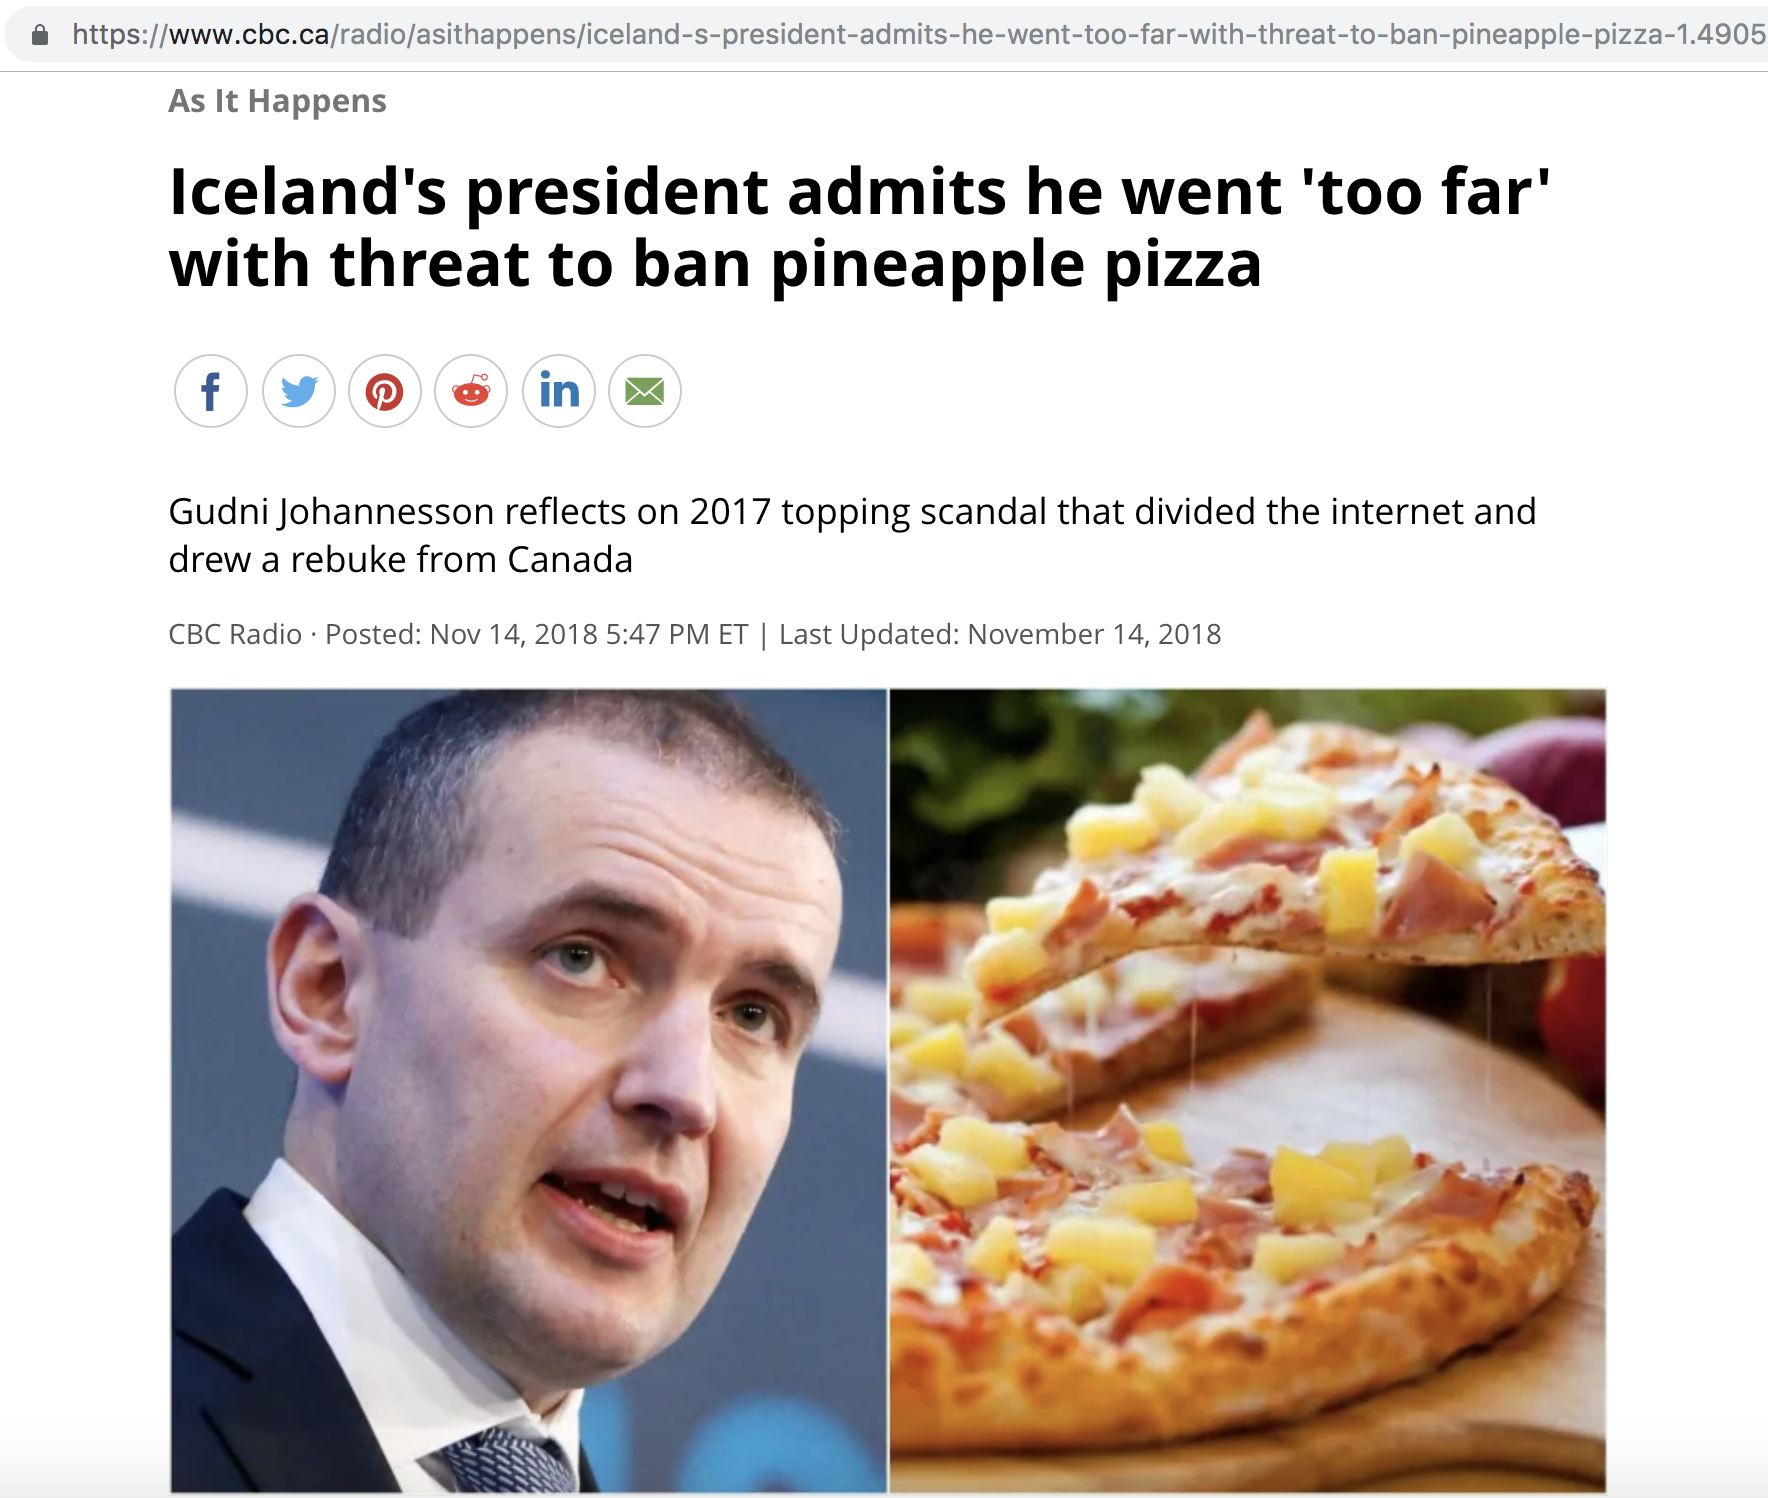 https://www.cbc.ca/radio/asithappens/iceland-s-president-admits-he-went-too-far-with-threat-to-ban-pineapple-pizza-1.4905
As It Happens
Iceland's president admits he went 'too far'
with threat to ban pineapple pizza
f
in
Gudni Johannesson reflects on 2017 topping scandal that divided the internet and
drew a rebuke from Canada
CBC Radio · Posted: Nov 14, 2018 5:47 PM ET | Last Updated: November 14, 2018